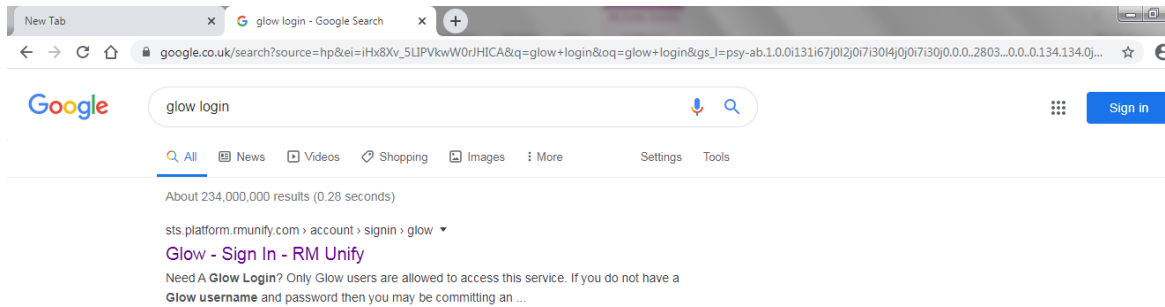 New Tab
glow login - Google Search
google.co.uk/search?source=hp&ei=iHx8Xv_5LIPVkwW0rJHICA&q=glow+login&oq=glow+login&gs_l=psy-ab.1.0.0i131i67j0l2j0i7i30l4j0j0i7i30j0.0.0..2803...0.0..0.134.134.0j...
Google
glow login
Sign in
All News Videos Shopping Images More Settings Tools
About 234,000,000 results (0.28 seconds)
sts.platform.rmunify.com › account › signin › glow
Glow - Sign In - RM Unify
Need A Glow Login? Only Glow users are allowed to access this service. If you do not have a
Glow username and password then you may be committing an ...